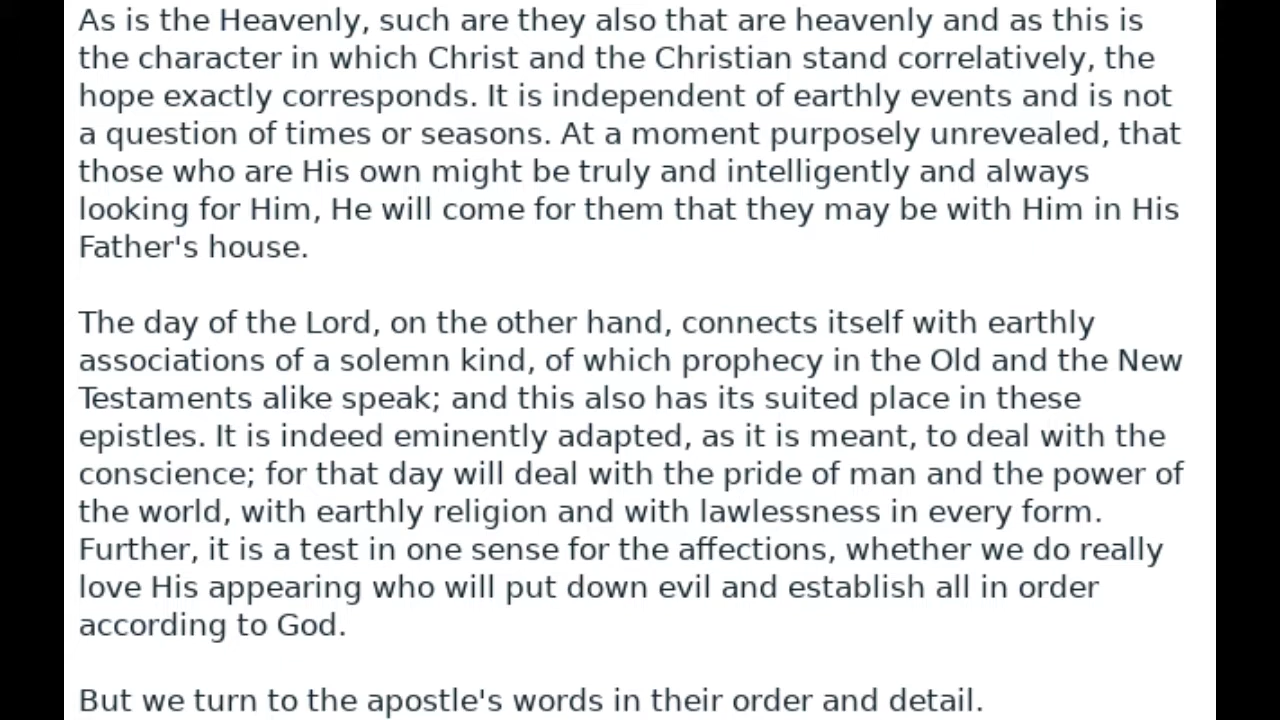 As is the Heavenly, such are they also that are heavenly and as this is
the character in which Christ and the Christian stand correlatively, the
hope exactly corresponds. It is independent of earthly events and is not
a question of times or seasons. At a moment purposely unrevealed, that
those who are His own might be truly and intelligently and always
looking for Him, He will come for them that they may be with Him in His
Father's house.

The day of the Lord, on the other hand, connects itself with earthly
associations of a solemn kind, of which prophecy in the Old and the New
Testaments alike speak; and this also has its suited place in these
epistles. It is indeed eminently adapted, as it is meant, to deal with the
conscience; for that day will deal with the pride of man and the power of
the world, with earthly religion and with lawlessness in every form.
Further, it is a test in one sense for the affections, whether we do really
love His appearing who will put down evil and establish all in order
according to God.

But we turn to the apostle's words in their order and detail.